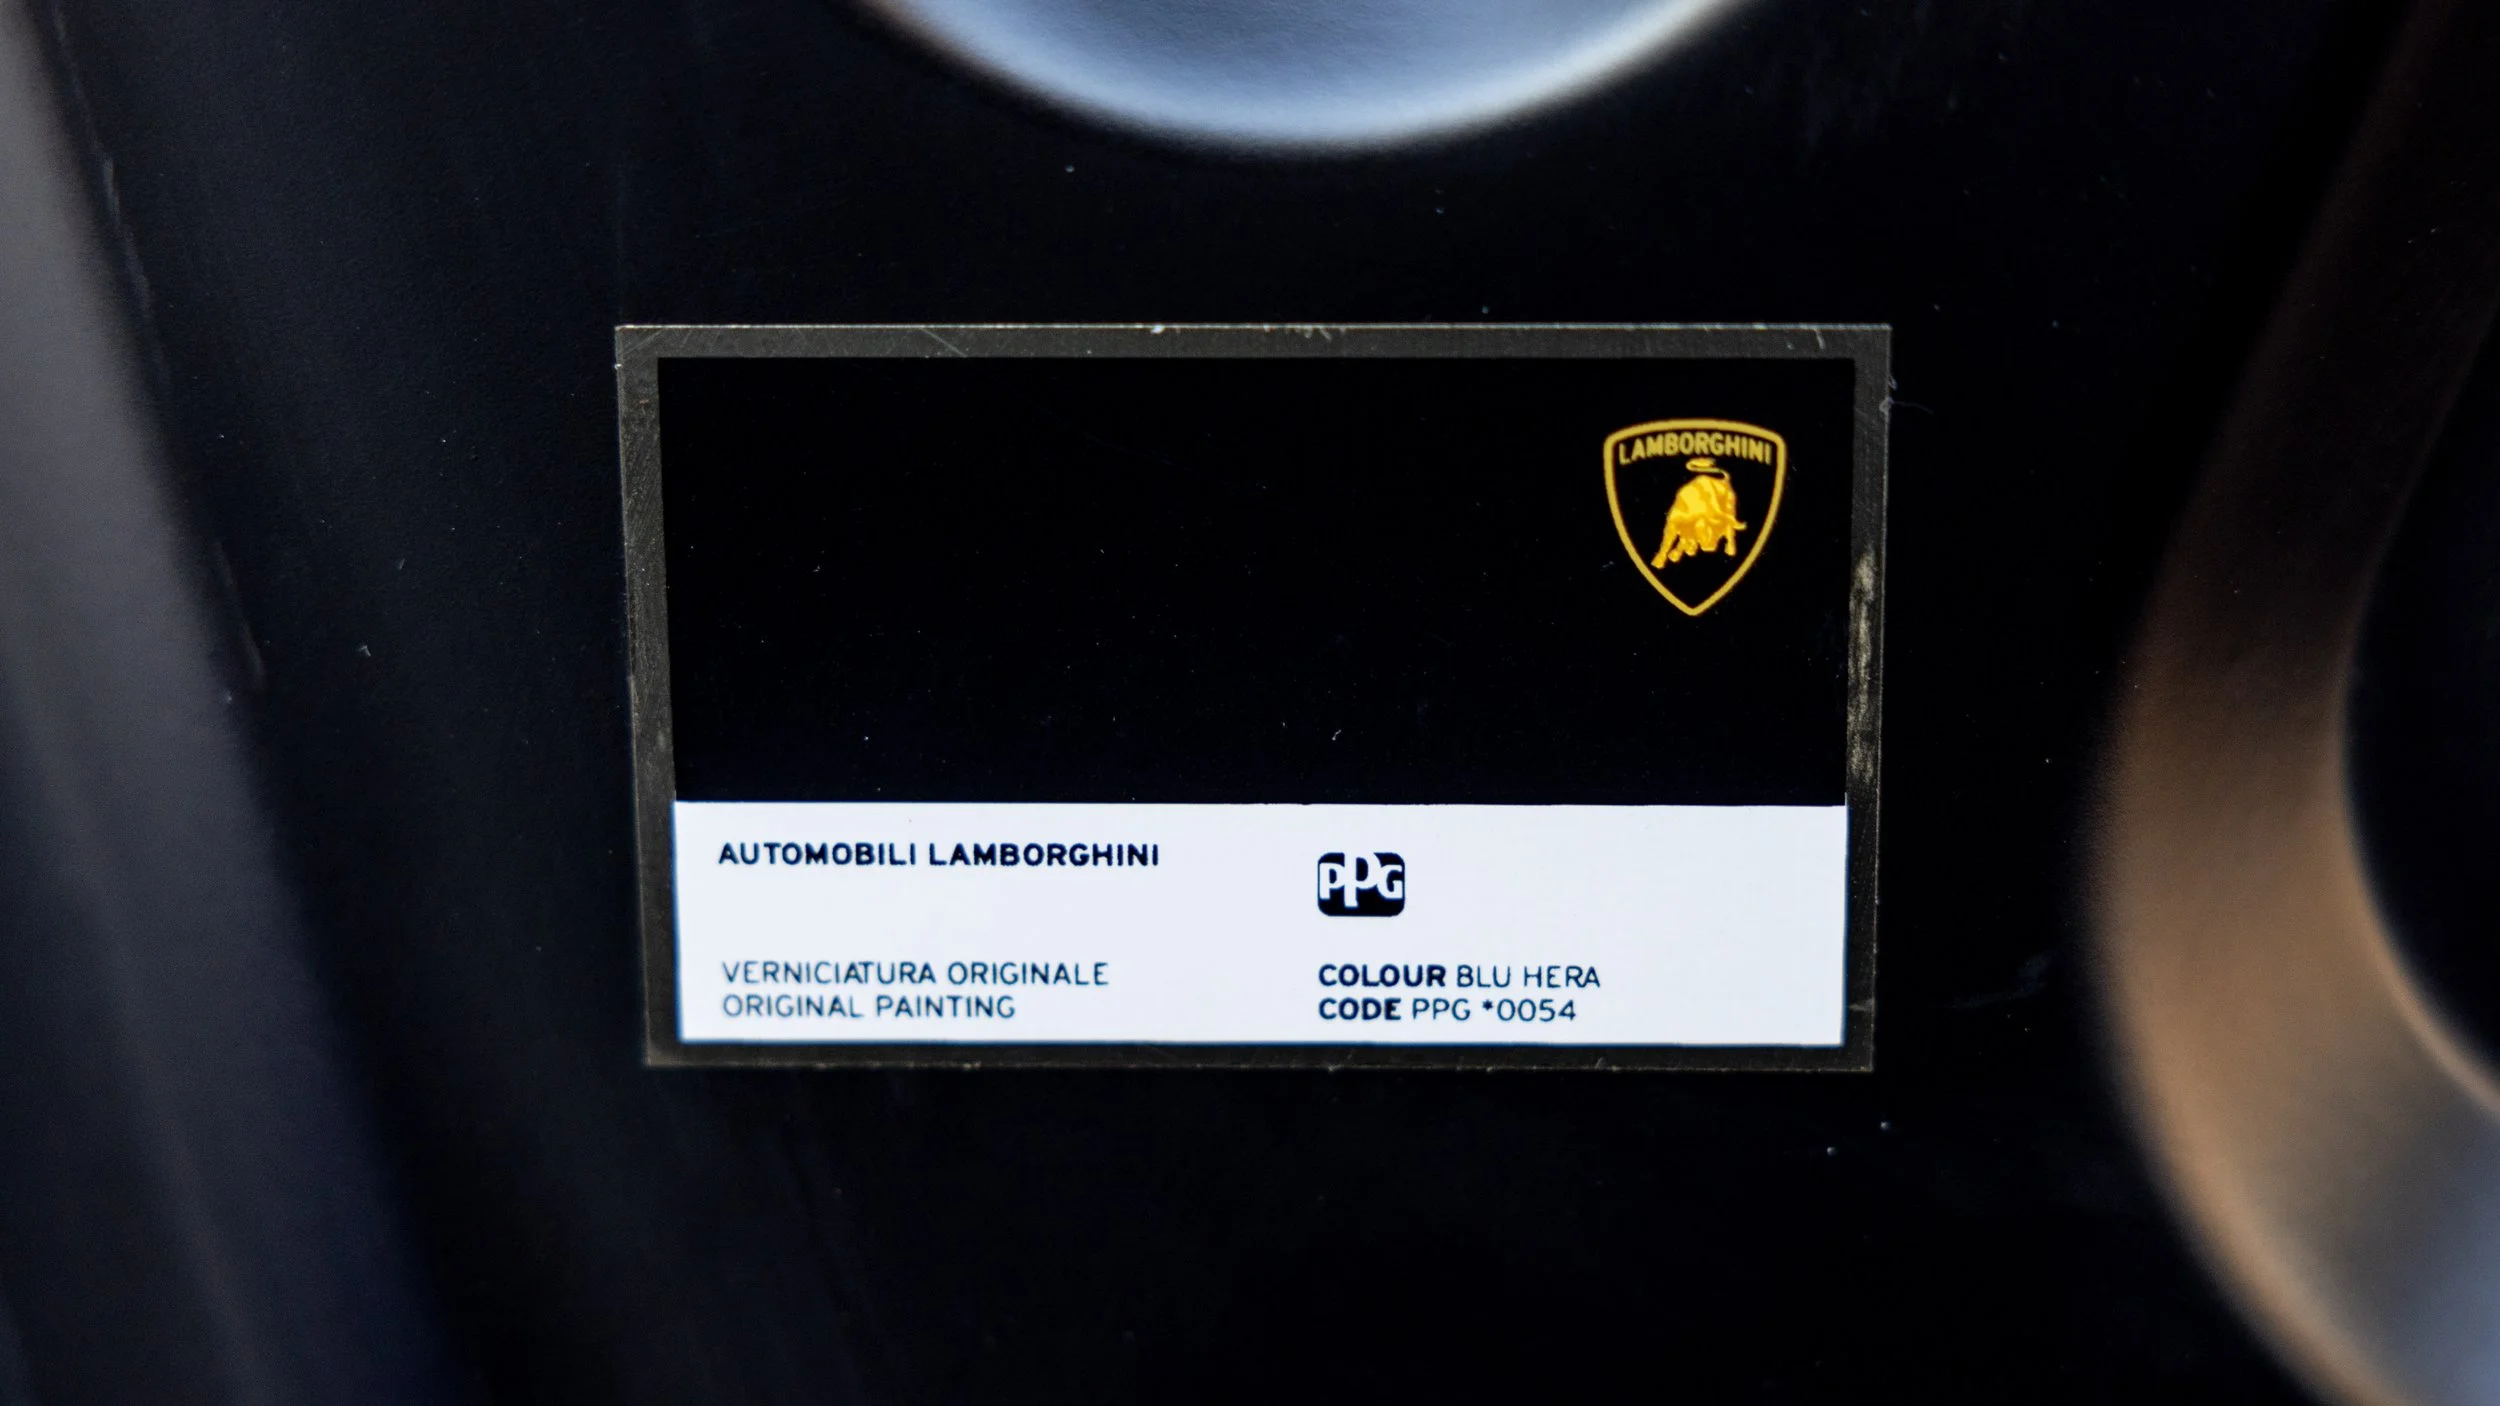 LAMBORGHINI
AUTOMOBILI LAMBORGHINI
PPG
VERNICIATURA ORIGINALE
ORIGINAL PAINTING
COLOUR BLU HERA
CODE PPG *0054